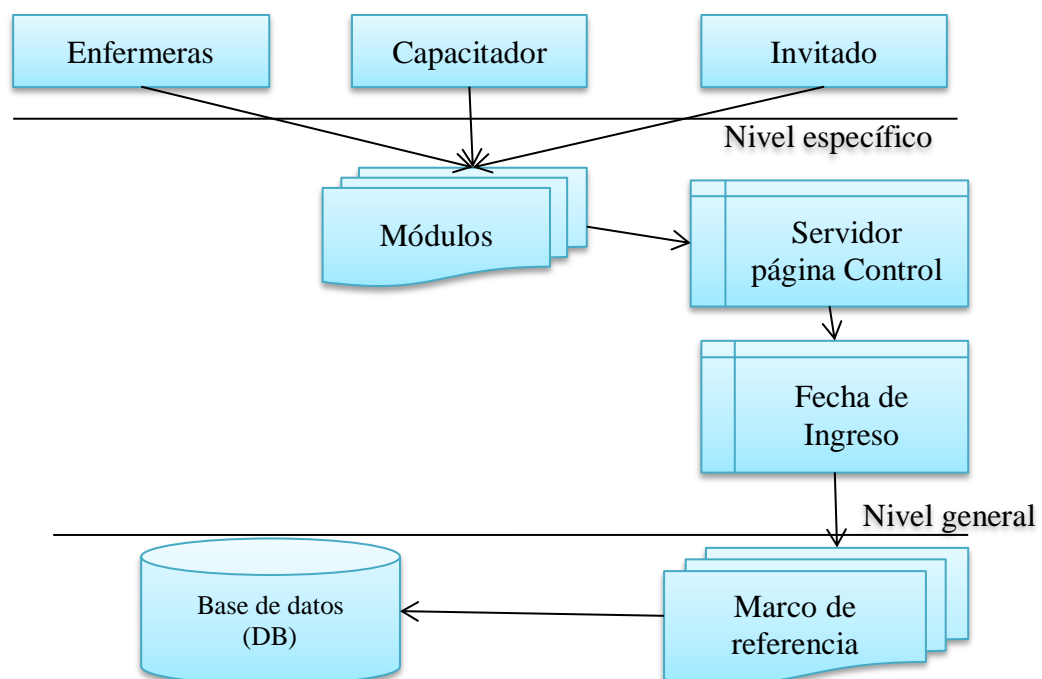 Enfermeras
Capacitador
Invitado
Nivel específico
Módulos
Servidor
página Control
Fecha de
Ingreso
Nivel general
Base de datos
(DB)
Marco de
referencia